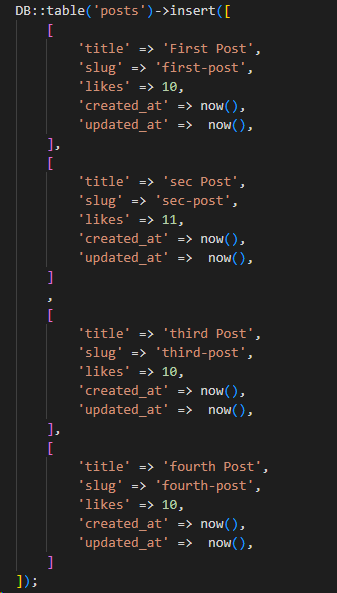 DB::table('posts')->insert([
    [
        'title' => 'First Post',
        'slug' => 'first-post',
        'likes' => 10,
        'created_at' => now(),
        'updated_at' =>  now(),
    ],
    [
        'title' => 'sec Post',
        'slug' => 'sec-post',
        'likes' => 11,
        'created_at' => now(),
        'updated_at' =>  now(),
    ]
    ,
    [
        'title' => 'third Post',
        'slug' => 'third-post',
        'likes' => 10,
        'created_at' => now(),
        'updated_at' =>  now(),
    ],
    [
        'title' => 'fourth Post',
        'slug' => 'fourth-post',
        'likes' => 10,
        'created_at' => now(),
        'updated_at' =>  now(),
    ]
]);